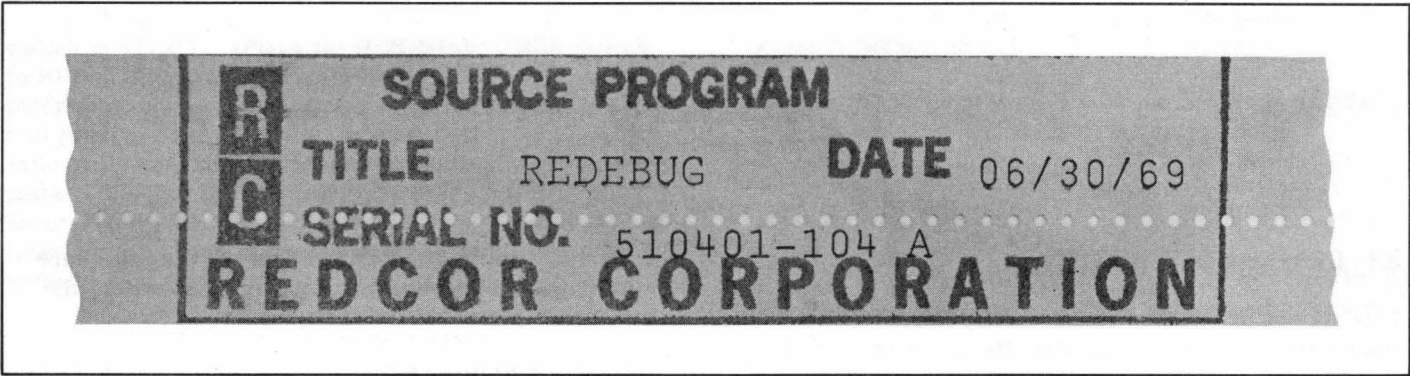 R SOURCE PROGRAM
TITLE REDEBUG DATE 06/30/69
C SERIAL NO. 510401-104 A
REDCOR CORPORATION